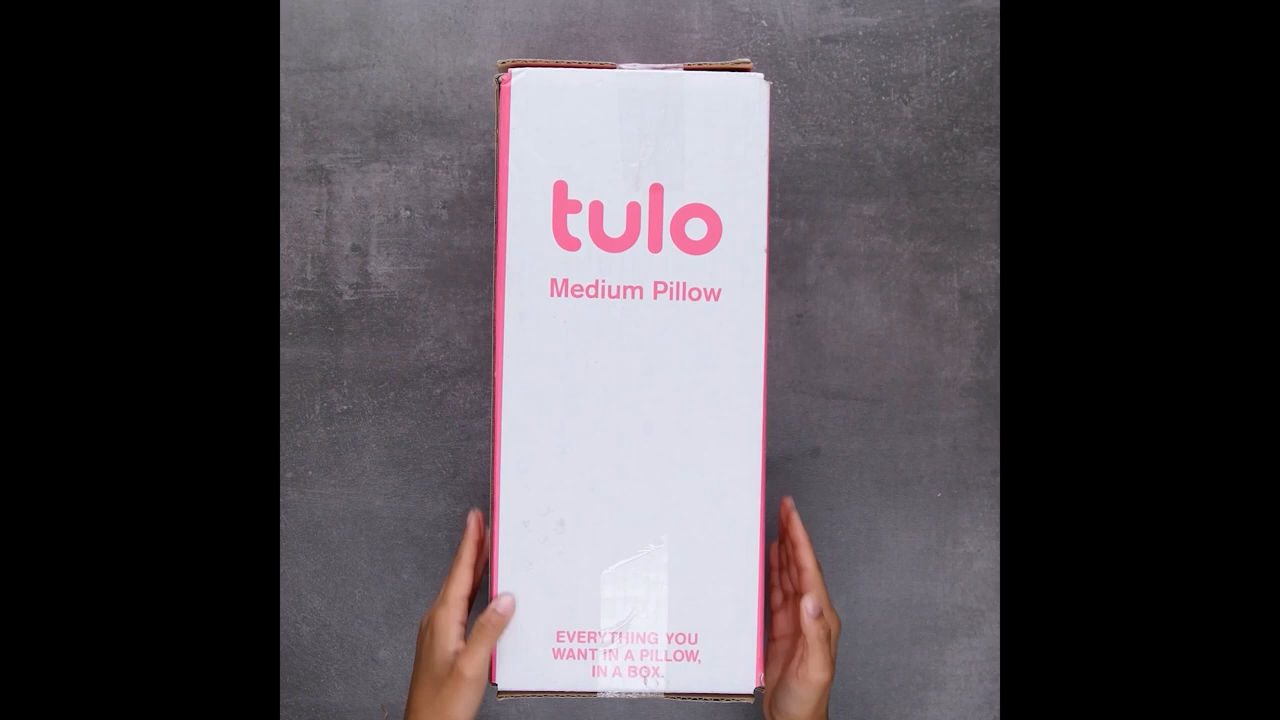 tulo
Medium Pillow
EVERYTHING YOU
WANT IN A PILLOW,
IN A BOX.